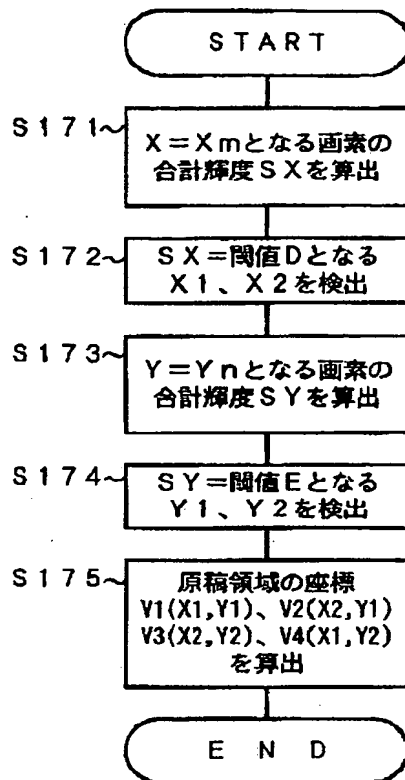 START
S171~
X=Xmとなる画素の
合計輝度SXを算出
S172~
SX=閾値Dとなる
X1、X2を検出
S173~
Y=Ynとなる画素の
合計輝度SYを算出
S174~
SY=閾値Eとなる
Y1、Y2を検出
S175~
原稿領域の座標
V1(X1,Y1)、V2(X2,Y1)
V3(X2,Y2)、V4(X1,Y2)
を算出
END